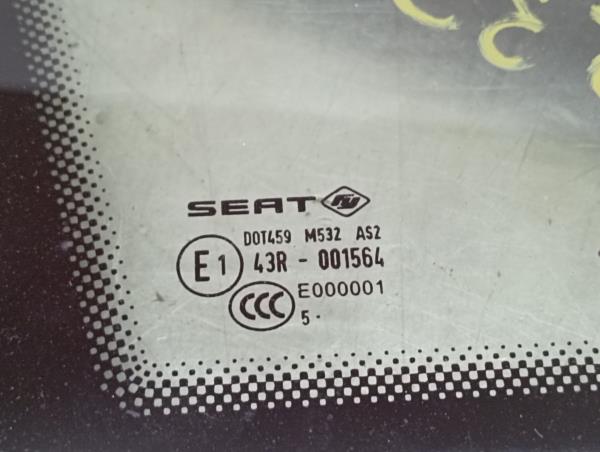 SEAT
DOT459 M532 AS2
E1 43R - 001564
CCC E000001
5 ·